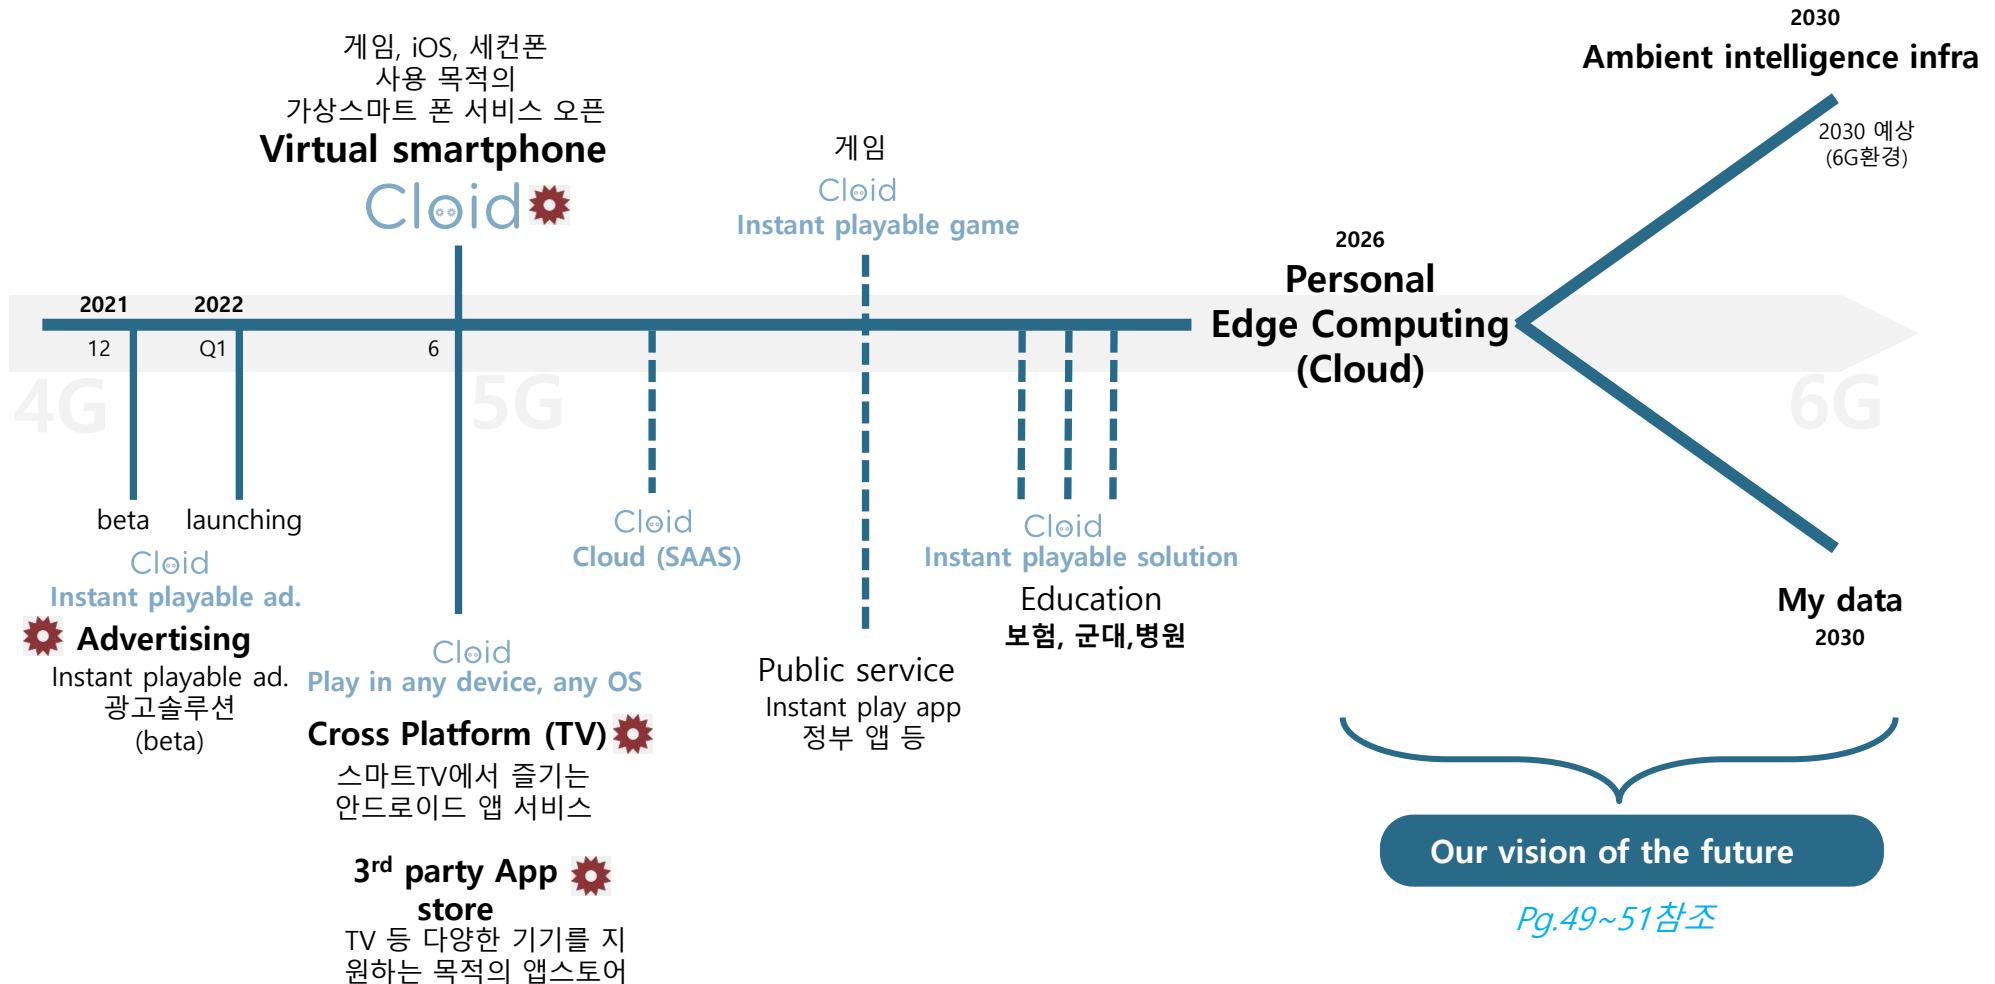 게임, iOS, 세컨폰
사용 목적의
가상스마트 폰 서비스 오픈
Virtual smartphone
Cloid
게임
Cloid
Instant playable game
2030
Ambient intelligence infra
2030 예상
(6G환경)
2026
Personal
Edge Computing
(Cloud)
2021
2022
12
Q1
6
4G
5G
6G
beta
launching
Cloid
Instant playable ad.
Advertising
Instant playable ad.
광고솔루션
(beta)
Cloid
Play in any device, any OS
Cross Platform (TV)
스마트TV에서 즐기는
안드로이드 앱 서비스
3rd party App
store
TV 등 다양한 기기를 지
원하는 목적의 앱스토어
Cloid
Cloud (SAAS)
Public service
Instant play app
정부 앱 등
Cloid
Instant playable solution
Education
보험, 군대,병원
My data
2030
Our vision of the future
Pg.49~51참조